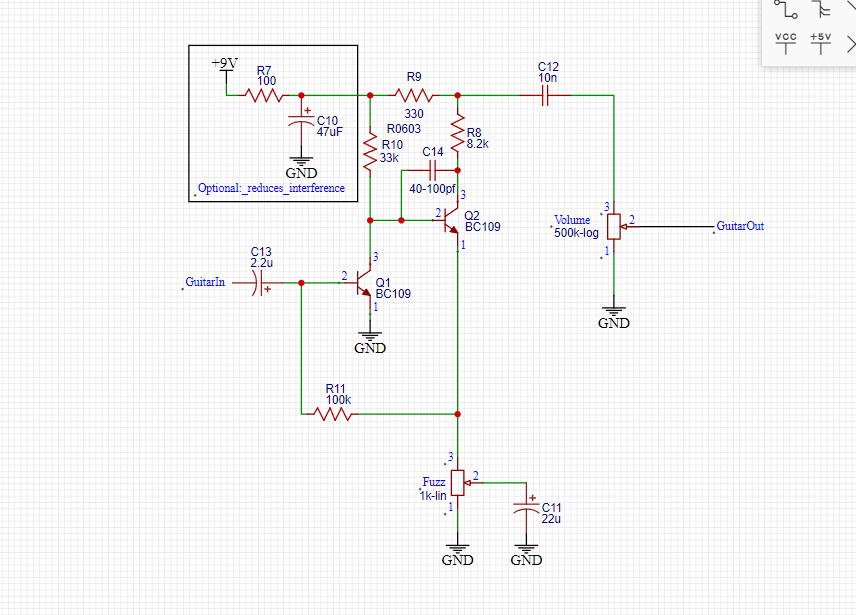 VCC
+5V
+9V
R7
100
C10
47uF
GND
Optional:_reduces_interference
R9
330
R0603
R10
33k
C14
40-100pf
R8
8.2k
C12
10n
Q2
BC109
2
3
1
Volume
500k-log
3
2
1
GuitarOut
GND
GuitarIn
C13
2.2u
2
3
1
Q1
BC109
GND
R11
100k
Fuzz
1k-lin
3
2
1
C11
22u
GND
GND